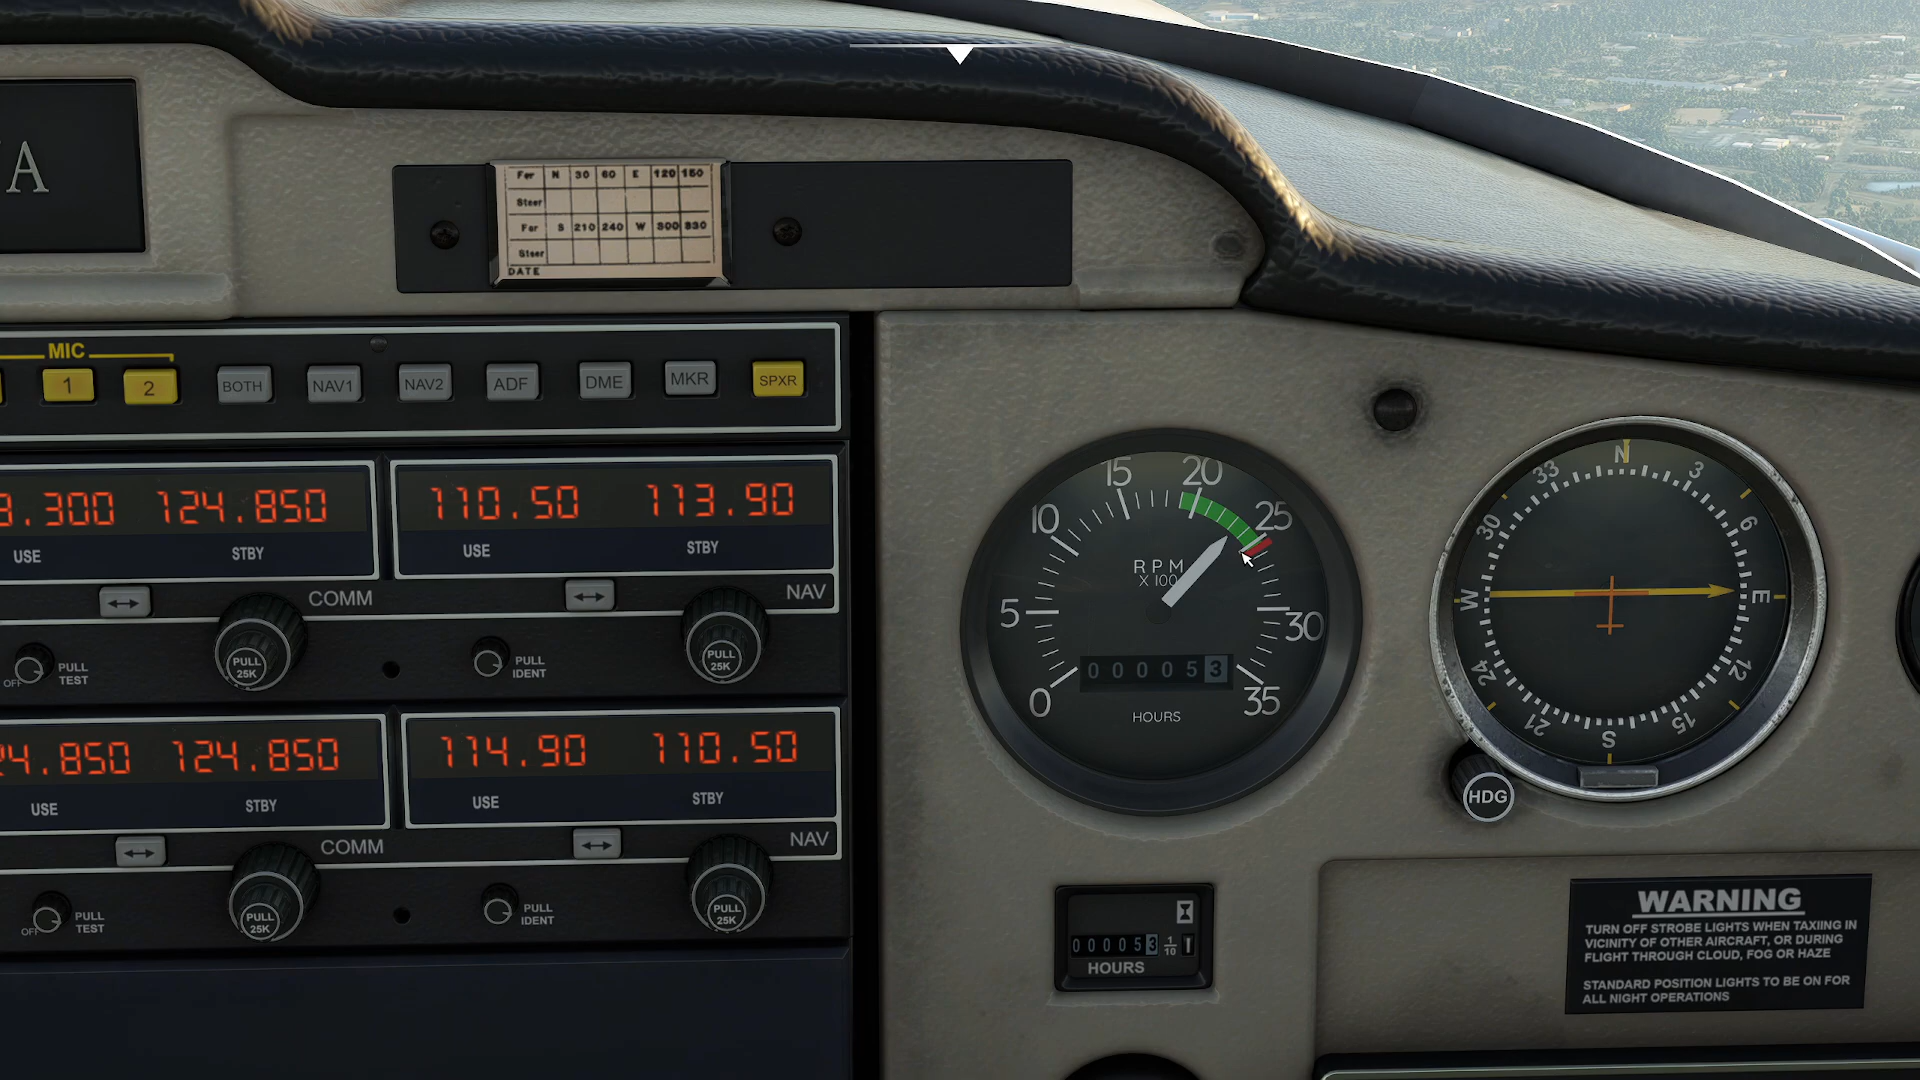 For N 30 60 E 120 150
Steer
For S 210 240 W 300 330
Steer
DATE
MIC
1 2 BOTH NAV1 NAV2 ADF DME MKR SPXR
.300 124.850 110.50 113.90
USE STBY USE STBY
COMM NAV
OFF PULL TEST PULL 25K PULL IDENT PULL 25K
4.850 124.850 114.90 110.50
USE STBY USE STBY
COMM NAV
OFF PULL TEST PULL 25K PULL IDENT PULL 25K
0 5 10 15 20 25 30 35
RPM
X 100
000053
HOURS
000053 1/10
HOURS
N 3 6 E 12 15 S 21 24 W 30 33
HDG
WARNING
TURN OFF STROBE LIGHTS WHEN TAXIING IN
VICINITY OF OTHER AIRCRAFT, OR DURING
FLIGHT THROUGH CLOUD, FOG OR HAZE
STANDARD POSITION LIGHTS TO BE ON FOR
ALL NIGHT OPERATIONS